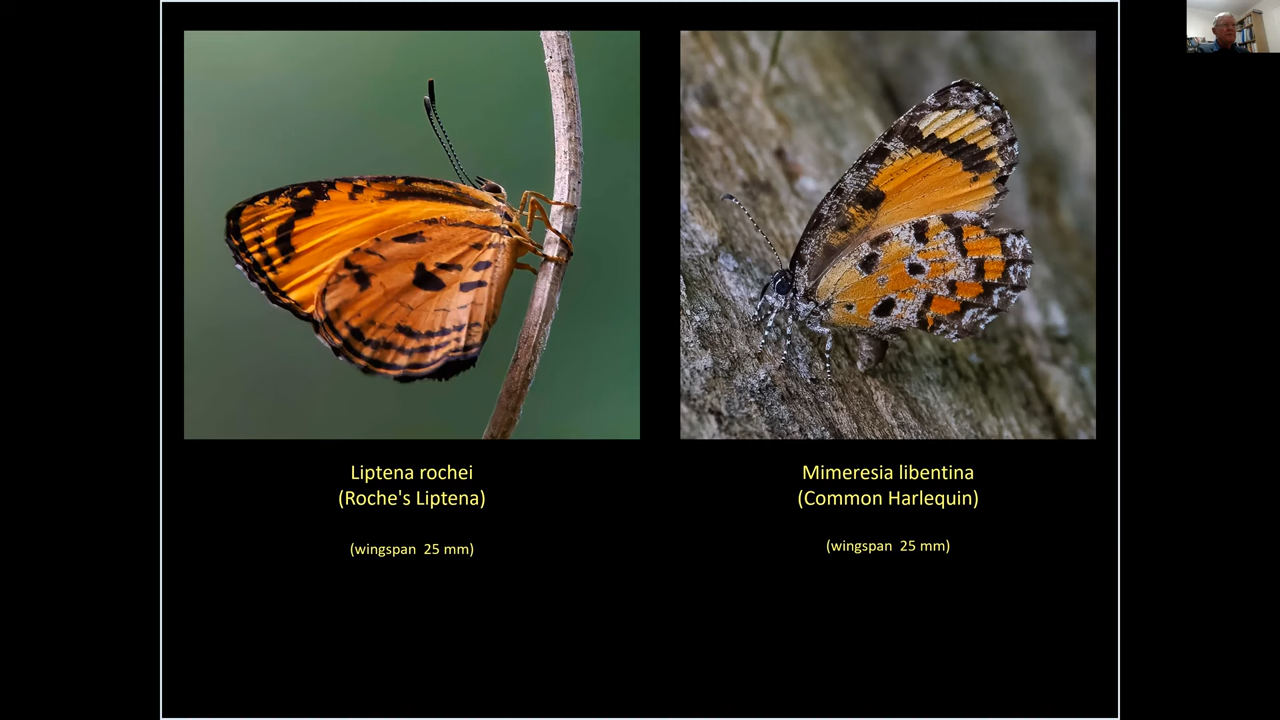 Liptena rochei
(Roche's Liptena)
(wingspan 25 mm)
Mimeresia libentina
(Common Harlequin)
(wingspan 25 mm)